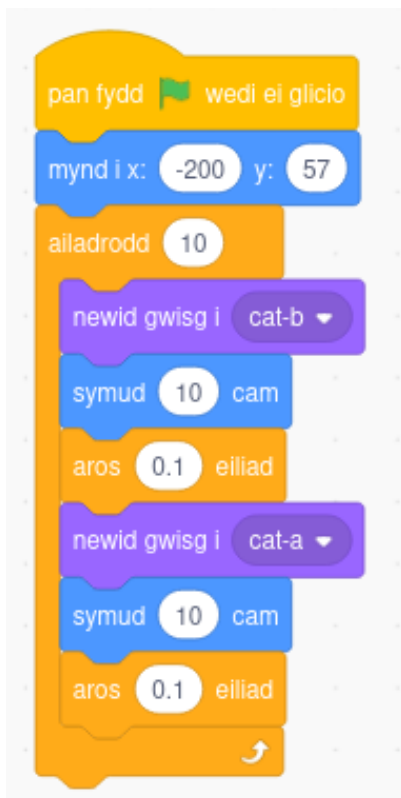 pan fydd wedi ei glicio
mynd i x: -200 y: 57
ailadrodd 10
newid gwisg i cat-b
symud 10 cam
aros 0.1 eiliad
newid gwisg i cat-a
symud 10 cam
aros 0.1 eiliad